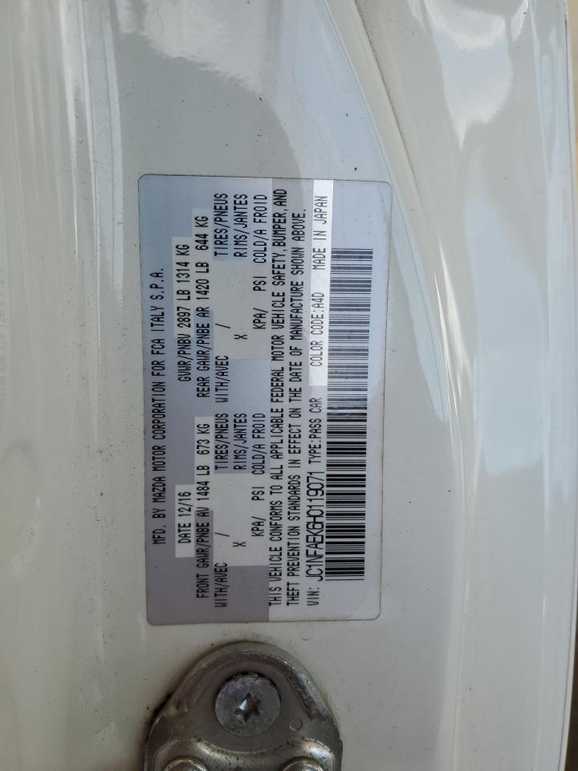 MFD. BY MAZDA MOTOR CORPORATION FOR FCA ITALY S.P.A.
DATE 12/16 GVWR/PNBV 2897 LB 1314 KG
FRONT GAWR/PNBE AV 1484 LB 673 KG REAR GAWR/PNBE AR 1420 LB 644 KG
WITH/AVEC / TIRES/PNEUS WITH/AVEC / TIRES/PNEUS
X RIMS/JANTES X RIMS/JANTES
KPA/ PSI COLD/A FROID KPA/ PSI COLD/A FROID
THIS VEHICLE CONFORMS TO ALL APPLICABLE FEDERAL MOTOR VEHICLE SAFETY, BUMPER, AND
THEFT PREVENTION STANDARDS IN EFFECT ON THE DATE OF MANUFACTURE SHOWN ABOVE.
VIN: JC1NFAEK6H0119071 TYPE:PASS CAR COLOR CODE:A4D MADE IN JAPAN